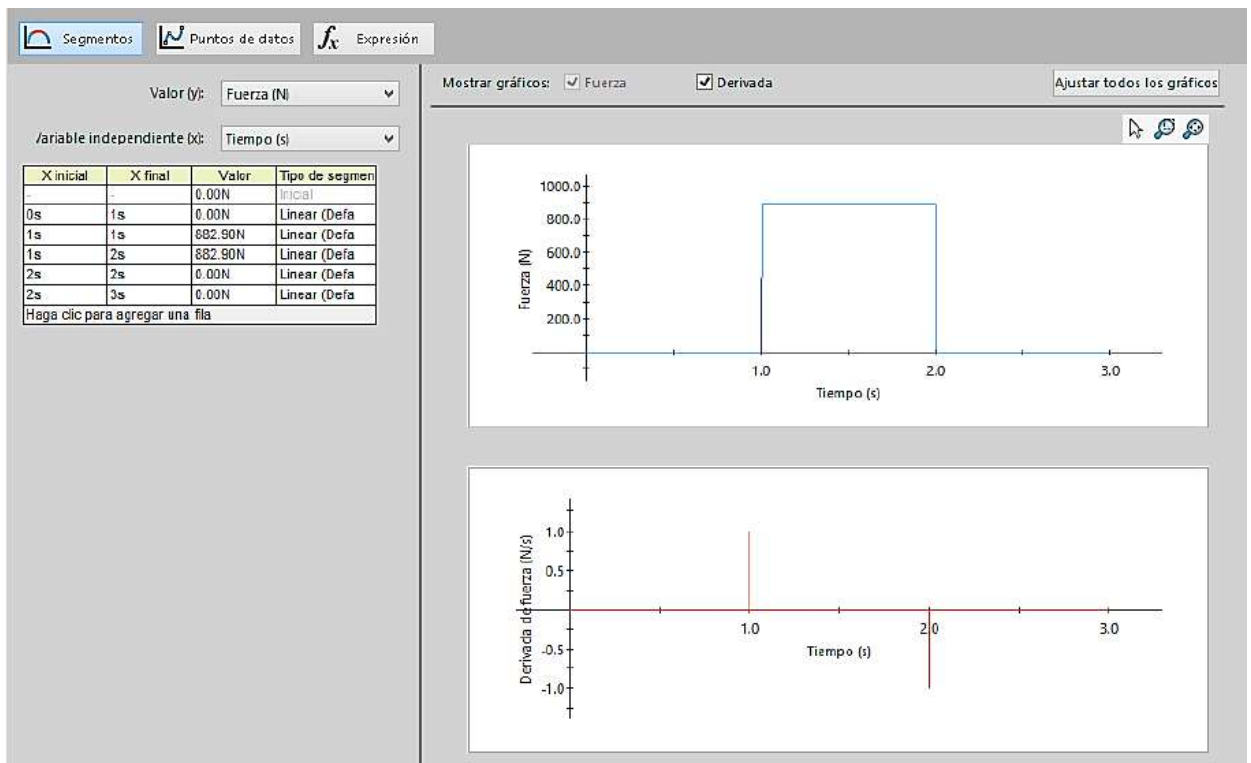 Segmentos Puntos de datos fx Expresión
Valor (y): Fuerza (N)
/ariable independiente (x): Tiempo (s)
X inicial X final Valor Tipo de segmen
- - 0.00N Inicial
0s 1s 0.00N Linear (Defa
1s 1s 882.90N Linear (Defa
1s 2s 882.90N Linear (Defa
2s 2s 0.00N Linear (Defa
2s 3s 0.00N Linear (Defa
Haga clic para agregar una fila
Mostrar gráficos: Fuerza Derivada Ajustar todos los gráficos
Fuerza (N)
1000.0
800.0
600.0
400.0
200.0
1.0 2.0 3.0
Tiempo (s)
Derivada de fuerza (N/s)
1.0
0.5
-0.5
-1.0
1.0 2.0 3.0
Tiempo (s)